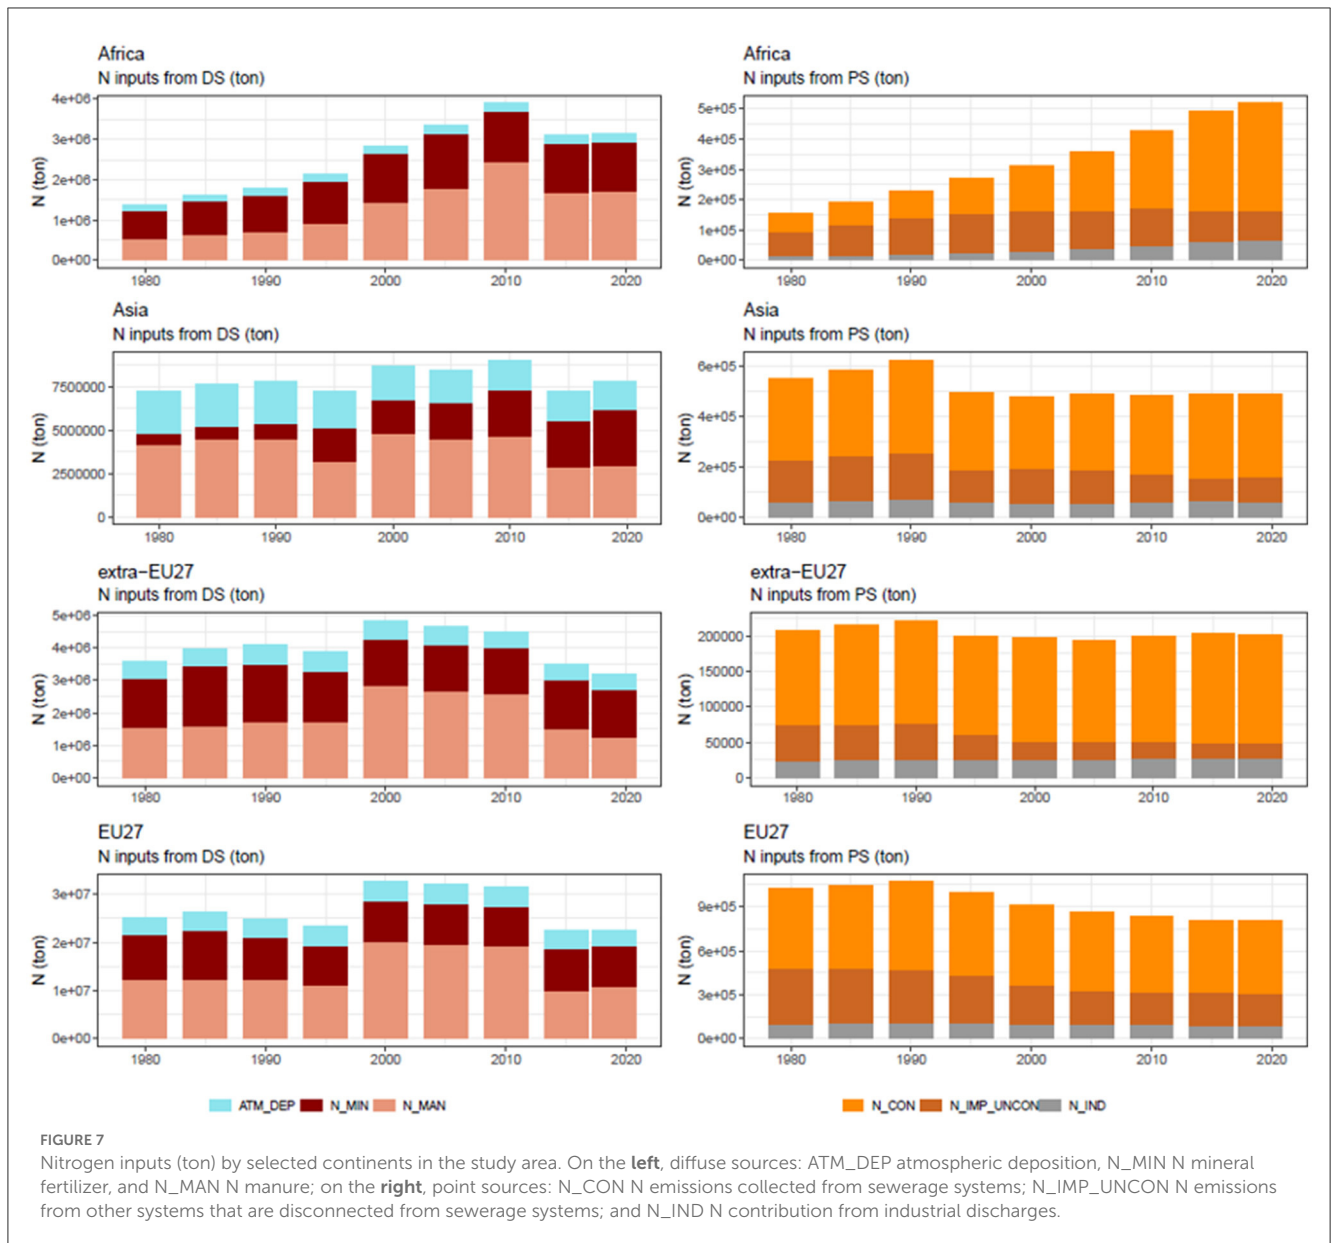 Africa
N inputs from DS (ton)
4e+06
3e+06
2e+06
1e+06
0e+00
N (ton)
1980
1990
2000
2010
2020
Africa
N inputs from PS (ton)
5e+05
4e+05
3e+05
2e+05
1e+05
0e+00
N (ton)
1980
1990
2000
2010
2020
Asia
N inputs from DS (ton)
7500000
5000000
2500000
0
N (ton)
1980
1990
2000
2010
2020
Asia
N inputs from PS (ton)
6e+05
4e+05
2e+05
0e+00
N (ton)
1980
1990
2000
2010
2020
extra-EU27
N inputs from DS (ton)
5e+06
4e+06
3e+06
2e+06
1e+06
0e+00
N (ton)
1980
1990
2000
2010
2020
extra-EU27
N inputs from PS (ton)
200000
150000
100000
50000
0
N (ton)
1980
1990
2000
2010
2020
EU27
N inputs from DS (ton)
3e+07
2e+07
1e+07
0e+00
N (ton)
1980
1990
2000
2010
2020
EU27
N inputs from PS (ton)
9e+05
6e+05
3e+05
0e+00
N (ton)
1980
1990
2000
2010
2020
ATM_DEP N_MIN N_MAN
N_CON N_IMP_UNCON N_IND
FIGURE 7
Nitrogen inputs (ton) by selected continents in the study area. On the left, diffuse sources: ATM_DEP atmospheric deposition, N_MIN N mineral
fertilizer, and N_MAN N manure; on the right, point sources: N_CON N emissions collected from sewerage systems; N_IMP_UNCON N emissions
from other systems that are disconnected from sewerage systems; and N_IND N contribution from industrial discharges.